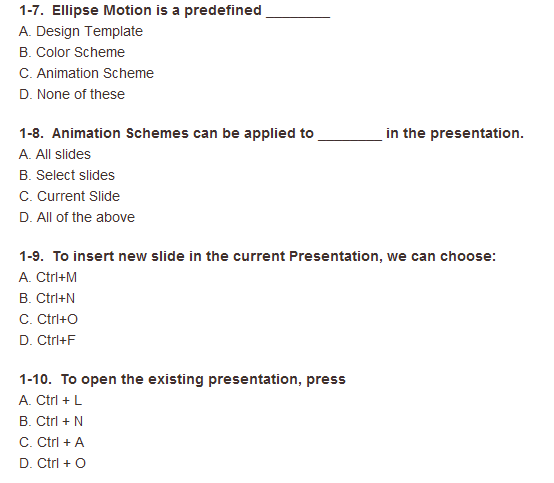 1-7.  Ellipse Motion is a predefined ________
A. Design Template
B. Color Scheme
C. Animation Scheme
D. None of these
1-8.  Animation Schemes can be applied to ________ in the presentation.
A. All slides
B. Select slides
C. Current Slide
D. All of the above
1-9.  To insert new slide in the current Presentation, we can choose:
A. Ctrl+M
B. Ctrl+N
C. Ctrl+O
D. Ctrl+F
1-10.  To open the existing presentation, press
A. Ctrl + L
B. Ctrl + N
C. Ctrl + A
D. Ctrl + O